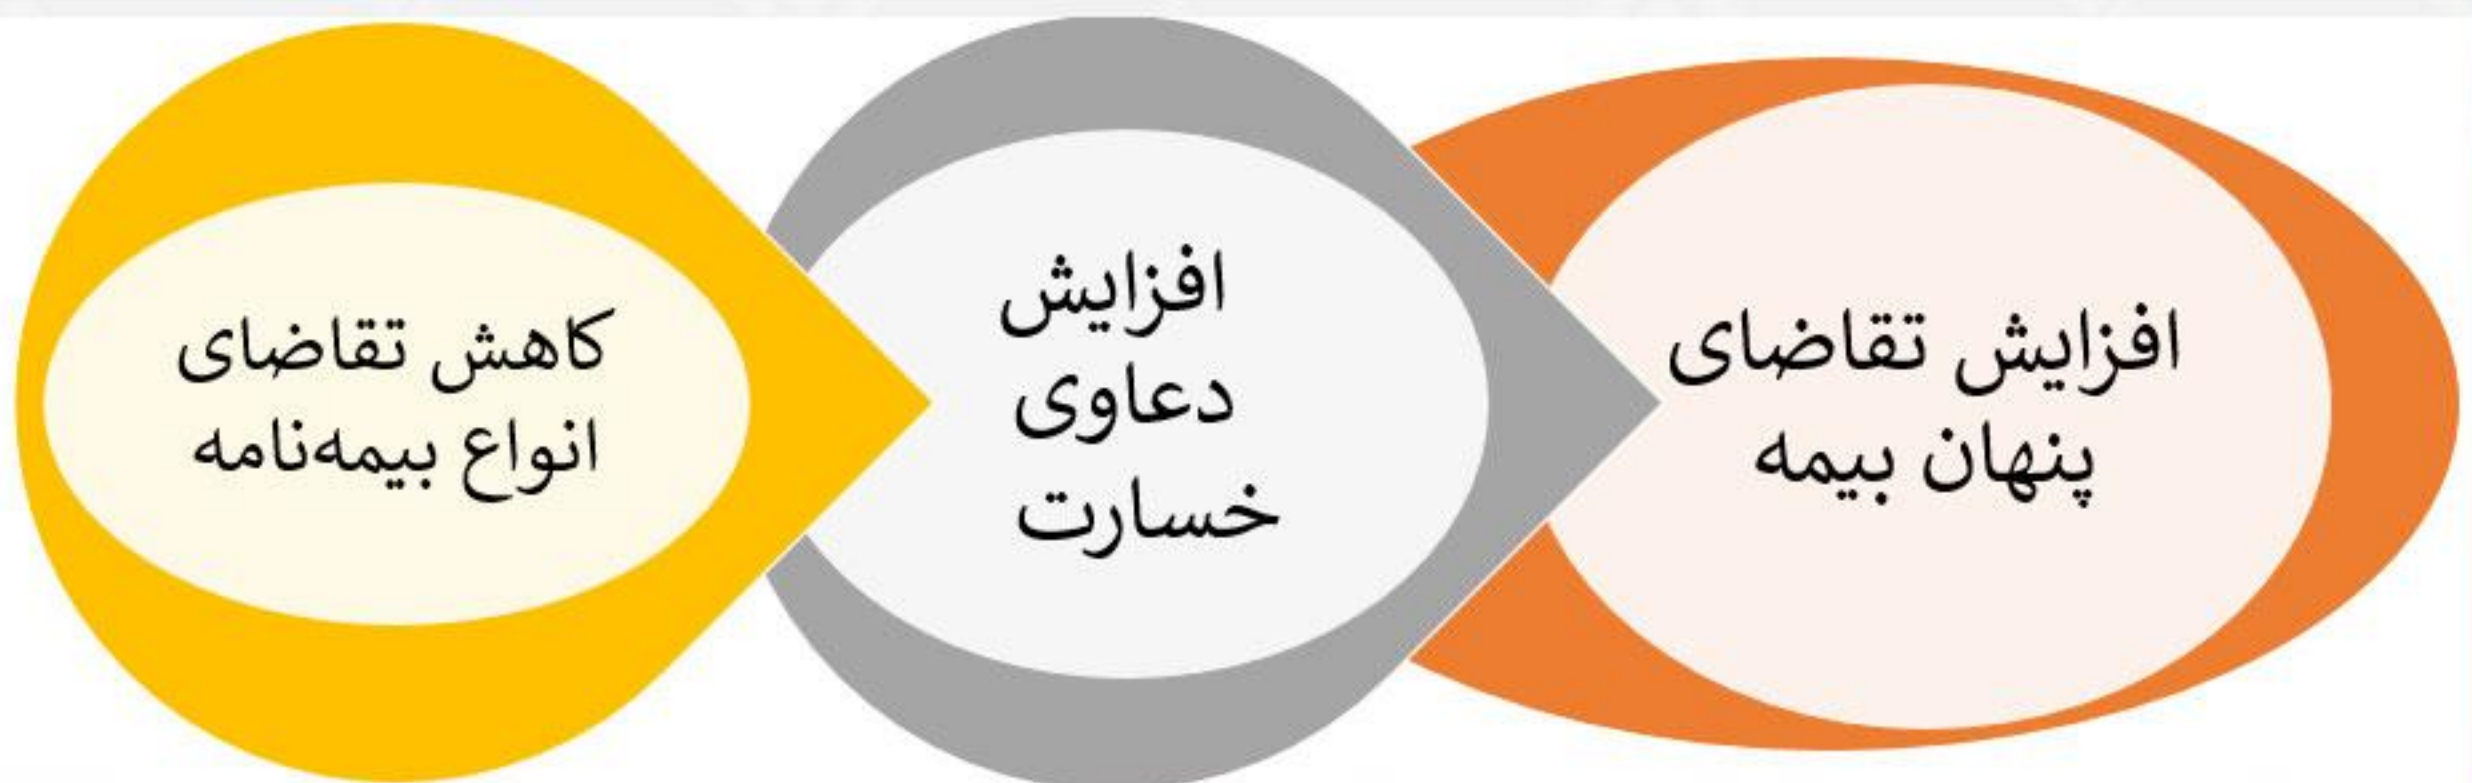 افزایش تقاضای
پنهان بیمه
افزایش
دعاوی
خسارت
کاهش تقاضای
انواع بیمه‌نامه